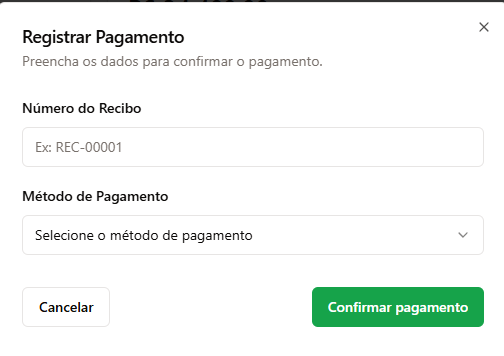 Registrar Pagamento
Preencha os dados para confirmar o pagamento.
Número do Recibo
Ex: REC-00001
Método de Pagamento
Selecione o método de pagamento
Cancelar
Confirmar pagamento